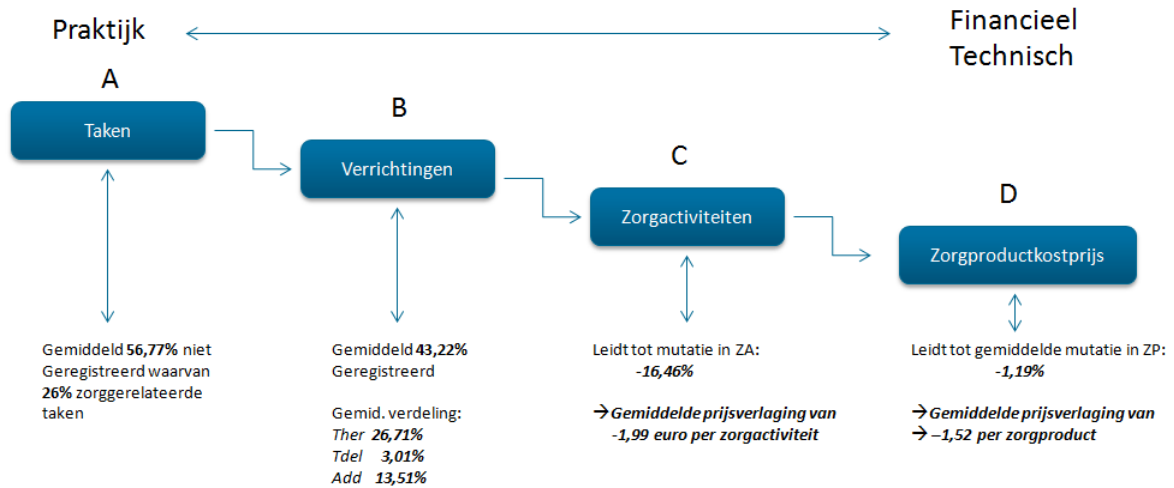 Praktijk
Financieel
Technisch
A
Taken
B
Verrichtingen
C
Zorgactiviteiten
D
Zorgproductkostprijs
Gemiddeld 56,77% niet
Geregistreerd waarvan
26% zorggerelateerde
taken
Gemiddeld 43,22%
Geregistreerd
Gemid. verdeling:
Ther 26,71%
Tdel 3,01%
Add 13,51%
Leidt tot mutatie in ZA:
-16,46%
→ Gemiddelde prijsverlaging van
-1,99 euro per zorgactiviteit
Leidt tot gemiddelde mutatie in ZP:
-1,19%
→ Gemiddelde prijsverlaging van
→ –1,52 per zorgproduct